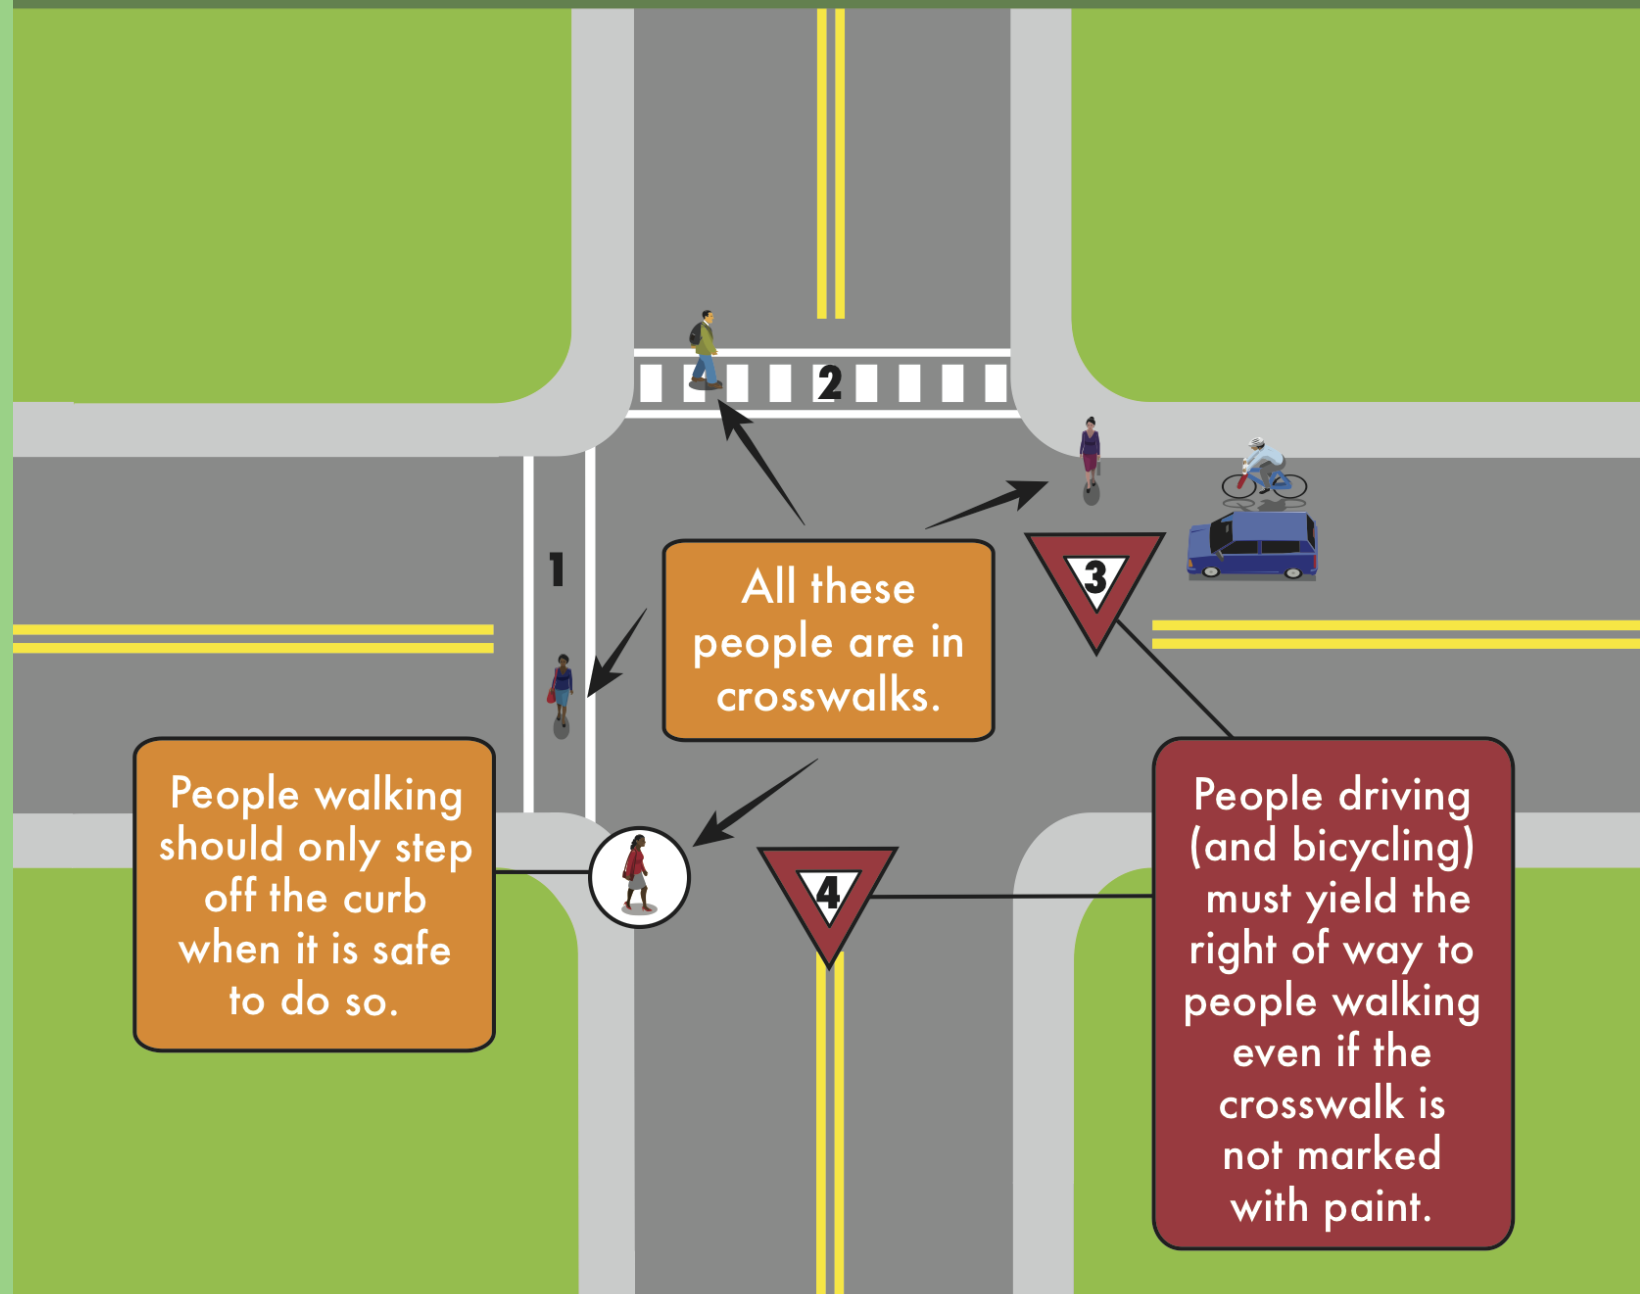 2
1
All these
people are in
crosswalks.
3
People walking
should only step
off the curb
when it is safe
to do so.
4
People driving
(and bicycling)
must yield the
right of way to
people walking
even if the
crosswalk is
not marked
with paint.